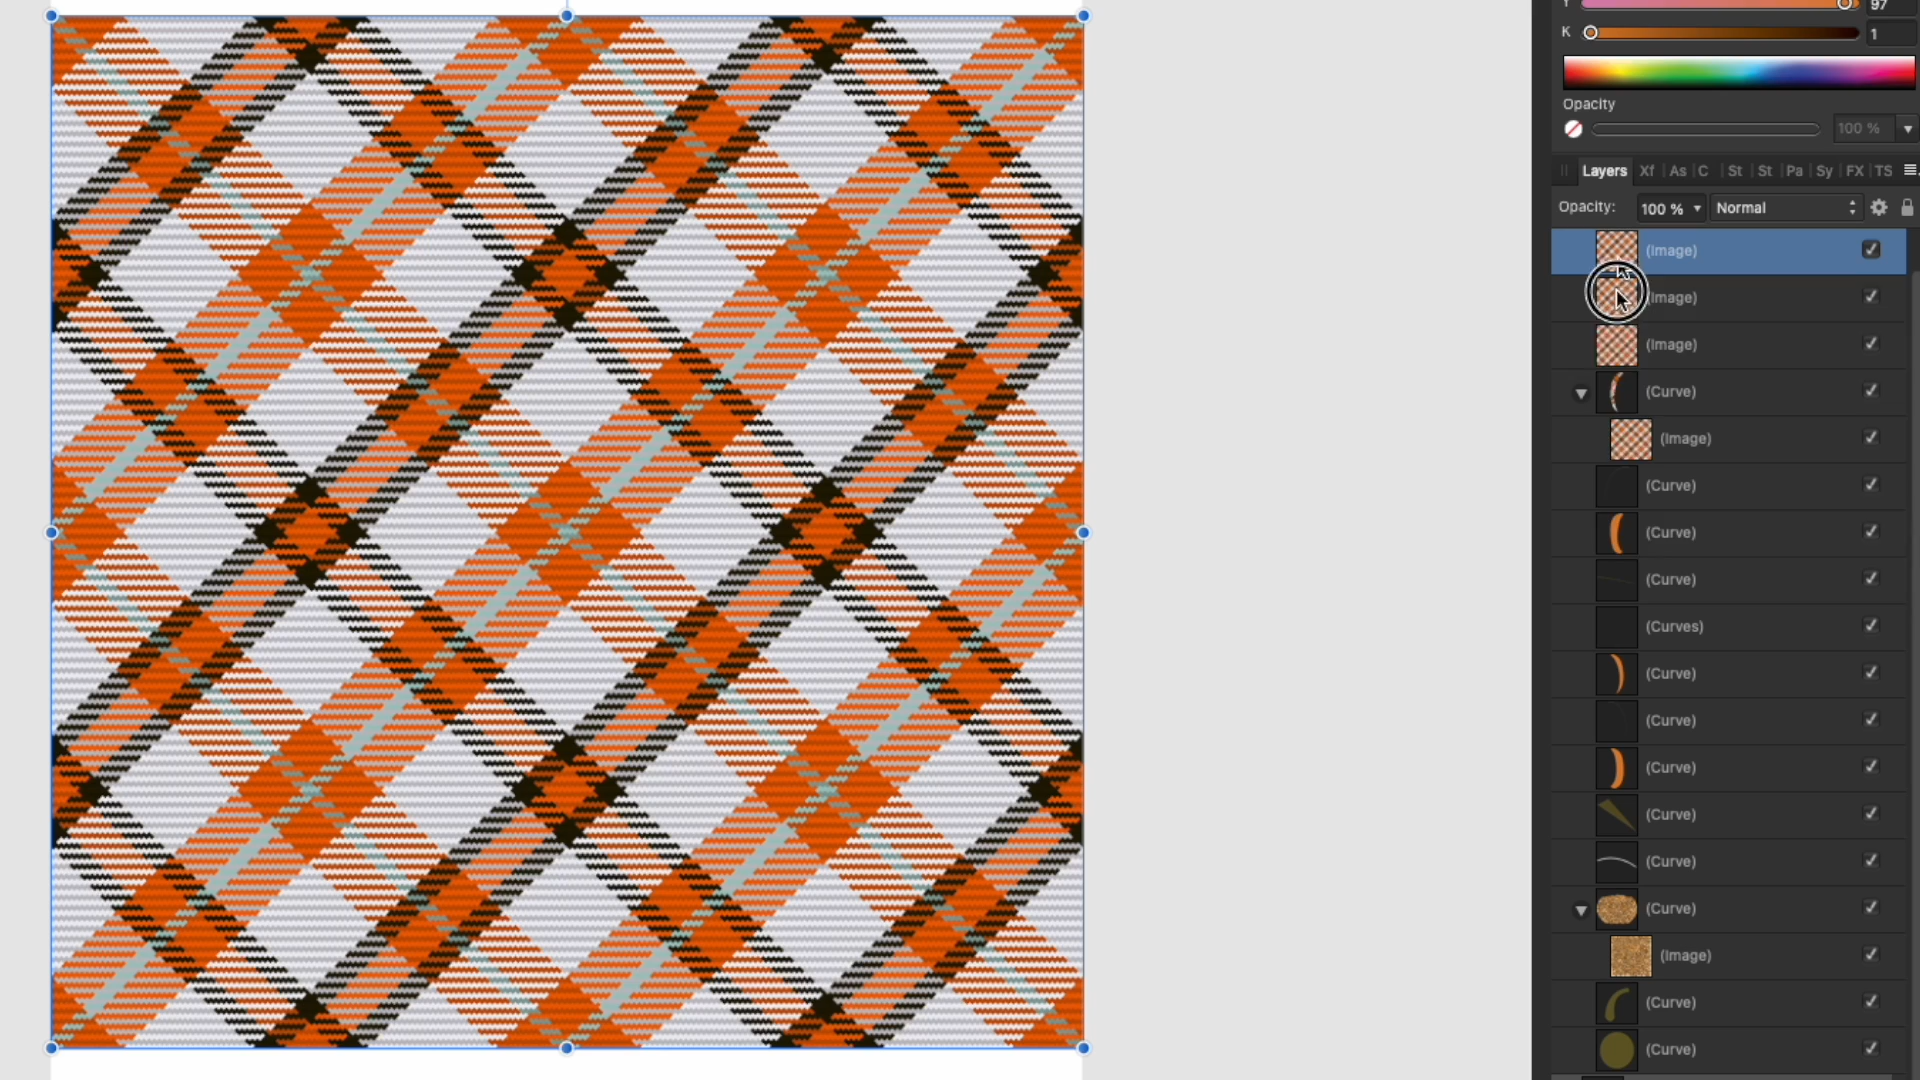 Y 97
K 1
Opacity
100 %
Layers Xf As C St St Pa Sy FX TS
Opacity: 100 % Normal
(Image)
(Image)
(Image)
(Curve)
(Image)
(Curve)
(Curve)
(Curve)
(Curves)
(Curve)
(Curve)
(Curve)
(Curve)
(Curve)
(Curve)
(Image)
(Curve)
(Curve)